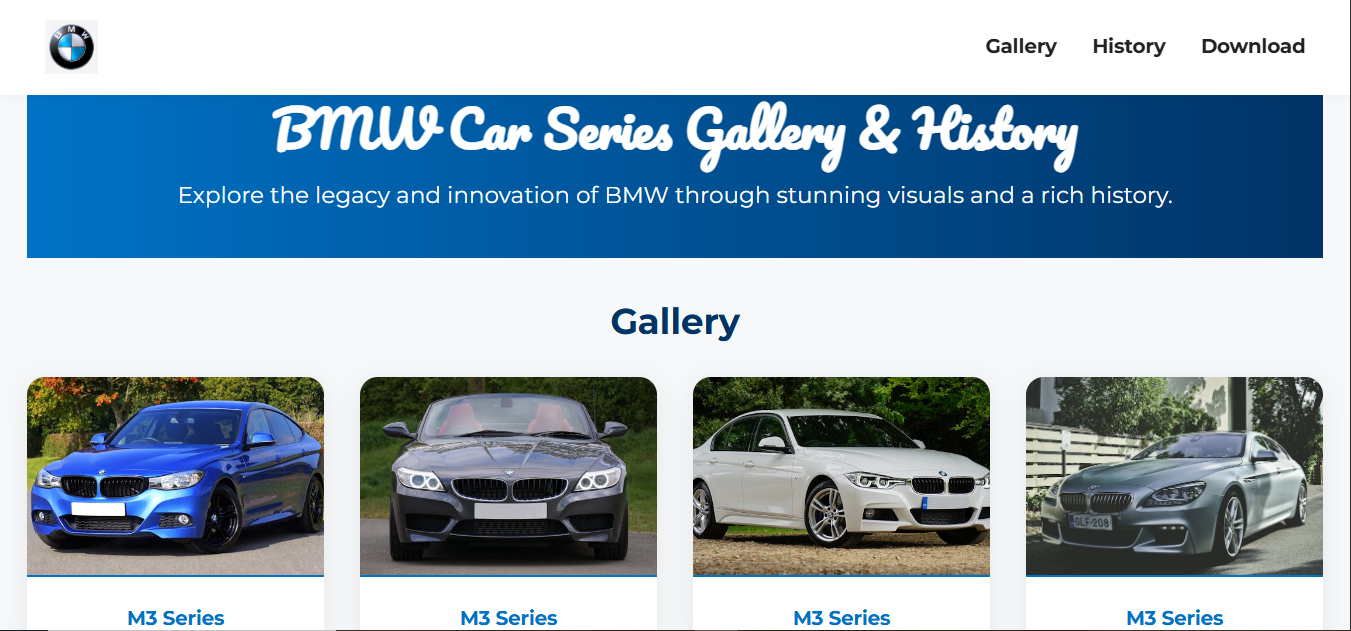 BMW
Gallery History Download
BMW Car Series Gallery & History
Explore the legacy and innovation of BMW through stunning visuals and a rich history.
Gallery
GLF-208
M3 Series M3 Series M3 Series M3 Series